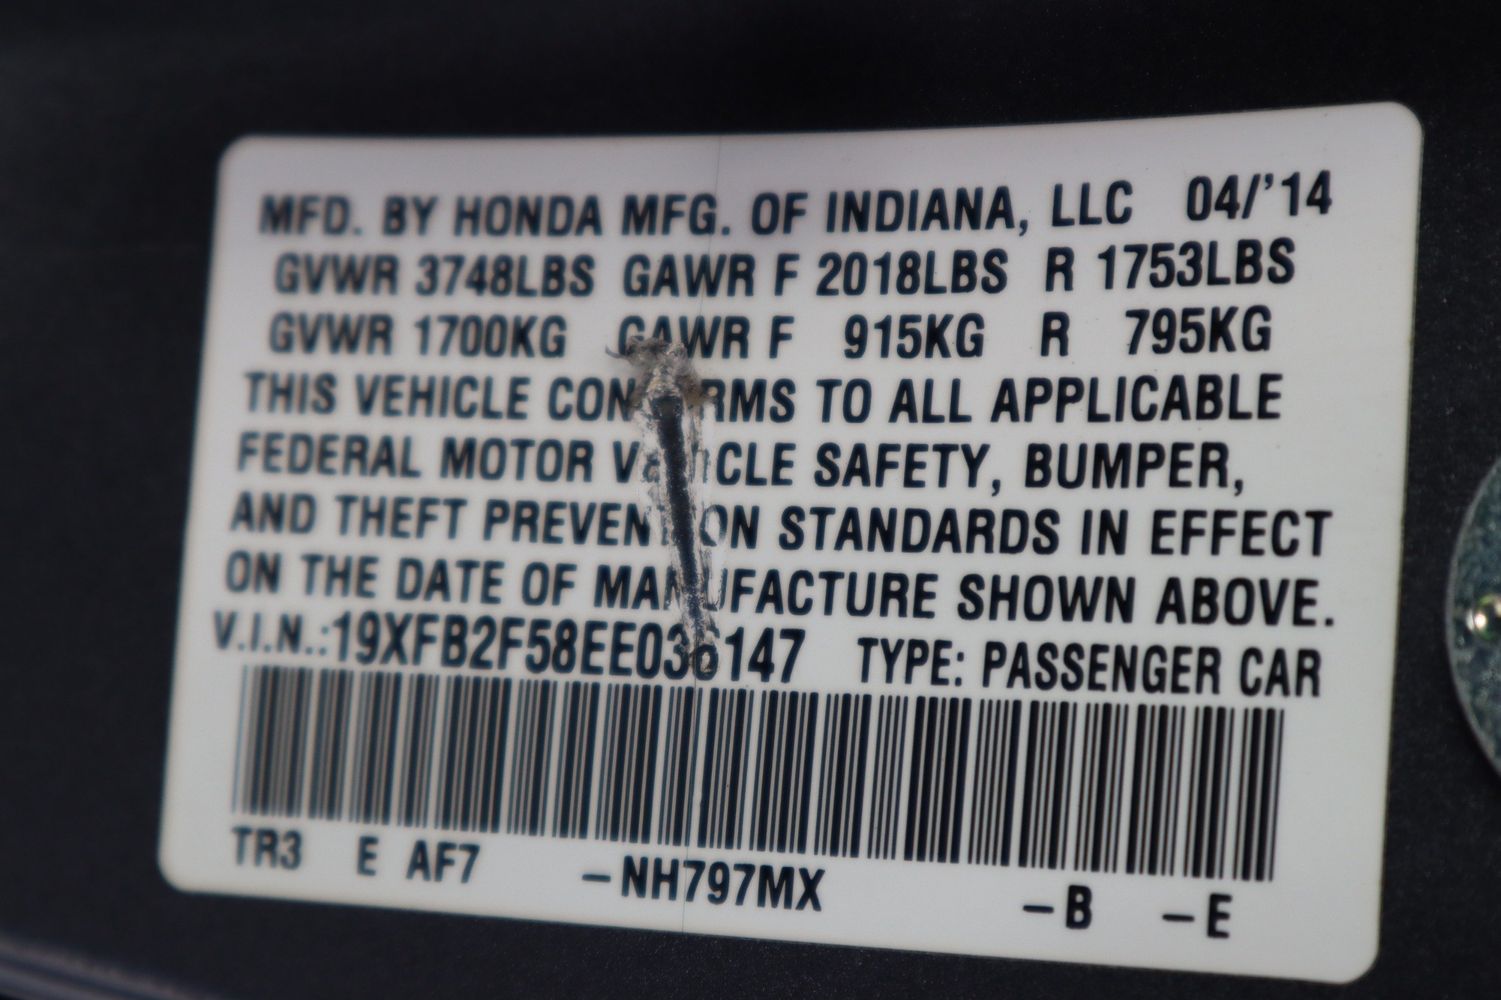 MFD. BY HONDA MFG. OF INDIANA, LLC 04/'14
GVWR 3748LBS GAWR F 2018LBS R 1753LBS
GVWR 1700KG GAWR F 915KG R 795KG
THIS VEHICLE CONFORMS TO ALL APPLICABLE
FEDERAL MOTOR VEHICLE SAFETY, BUMPER,
AND THEFT PREVENTION STANDARDS IN EFFECT
ON THE DATE OF MANUFACTURE SHOWN ABOVE.
V.I.N.:19XFB2F58EE036147 TYPE: PASSENGER CAR
TR3 E AF7 –NH797MX –B –E